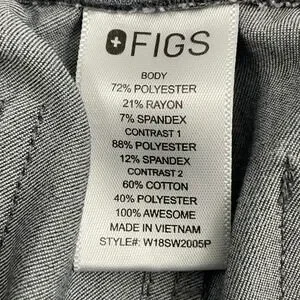 FIGS
BODY
72% POLYESTER
21% RAYON
7% SPANDEX
CONTRAST 1
88% POLYESTER
12% SPANDEX
CONTRAST 2
60% COTTON
40% POLYESTER
100% AWESOME
MADE IN VIETNAM
STYLE#: W18SW2005P